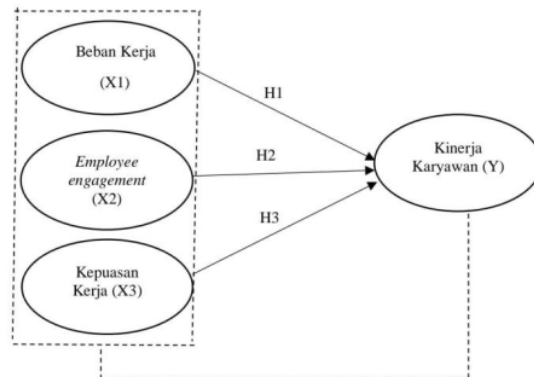 Beban Kerja
(X1)
H1
Employee
engagement
(X2)
H2
Kinerja
Karyawan (Y)
H3
Kepuasan
Kerja (X3)